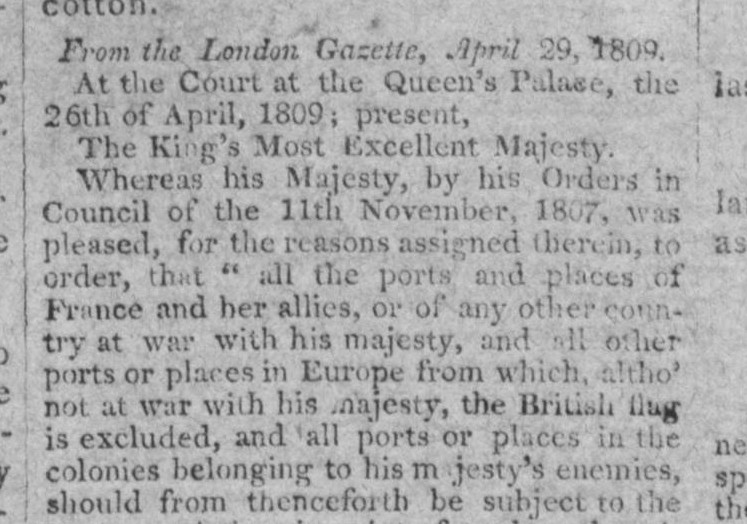 cotton.
From the London Gazette, April 29, 1809.
At the Court at the Queen's Palace, the
26th of April, 1809; present,
The King's Most Excellent Majesty.
Whereas his Majesty, by his Orders in
Council of the 11th November, 1807, was
pleased, for the reasons assigned therein, to
order, that " all the ports and places of
France and her allies, or of any other coun-
try at war with his majesty, and all other
ports or places in Europe from which, altho'
not at war with his majesty, the British flag
is excluded, and all ports or places in the
colonies belonging to his majesty's enemies,
should from thenceforth be subject to the